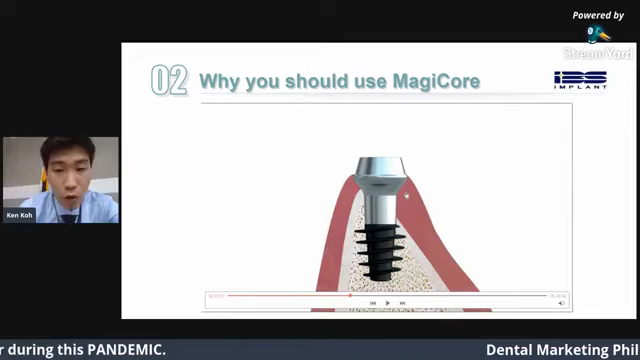 Powered by
StreamYard
02 Why you should use MagiCore
IBS
IMPLANT
Ken Koh
r during this PANDEMIC.
Dental Marketing Phil